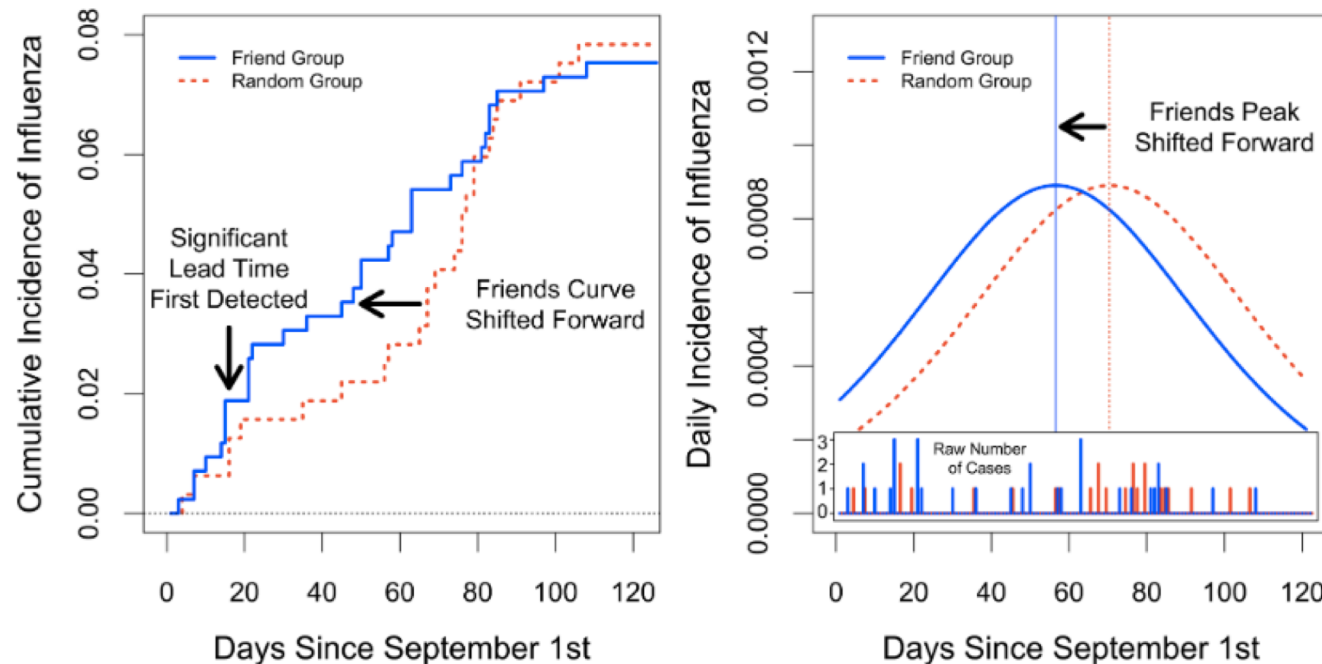 Cumulative Incidence of Influenza
0.00
0.02
0.04
0.06
0.08
Friend Group
Random Group
Significant
Lead Time
First Detected
Friends Curve
Shifted Forward
0 20 40 60 80 100 120
Days Since September 1st
Daily Incidence of Influenza
0.0000
0.0004
0.0008
0.0012
Friend Group
Random Group
Friends Peak
Shifted Forward
3
2
1
0
Raw Number
of Cases
0 20 40 60 80 100 120
Days Since September 1st